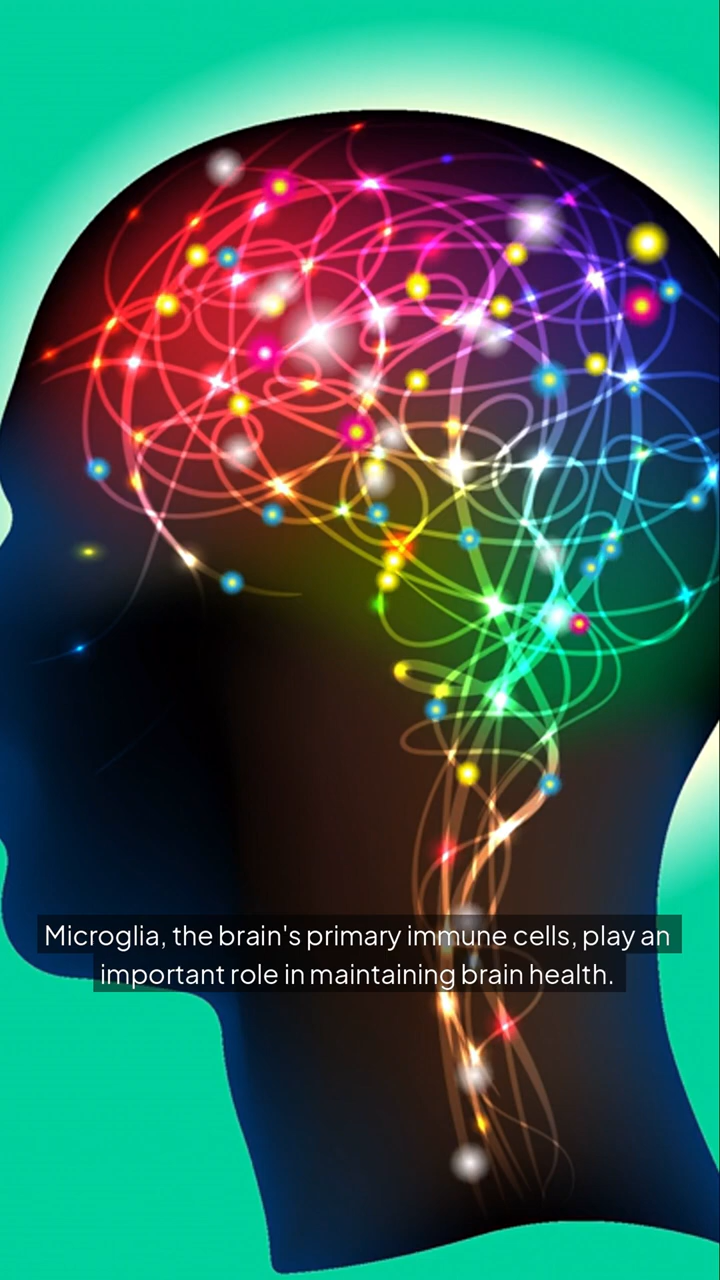 Microglia, the brain's primary immune cells, play an
important role in maintaining brain health.